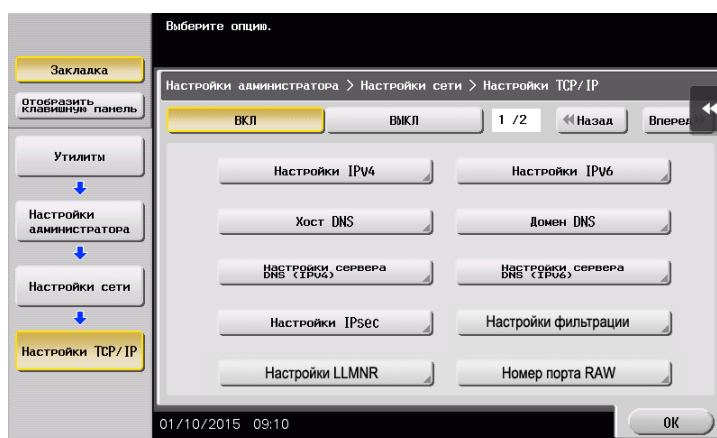 Выберите опцию.
Закладка
Отобразить
клавишную панель
Утилиты
Настройки
администратора
Настройки сети
Настройки TCP/IP
Настройки администратора > Настройки сети > Настройки TCP/IP
ВКЛ
ВЫКЛ
1 /2
Назад
Вперед
Настройки IPv4
Настройки IPv6
Хост DNS
Домен DNS
Настройки сервера
DNS (IPv4)
Настройки сервера
DNS (IPv6)
Настройки IPsec
Настройки фильтрации
Настройки LLMNR
Номер порта RAW
01/10/2015 09:10
OK